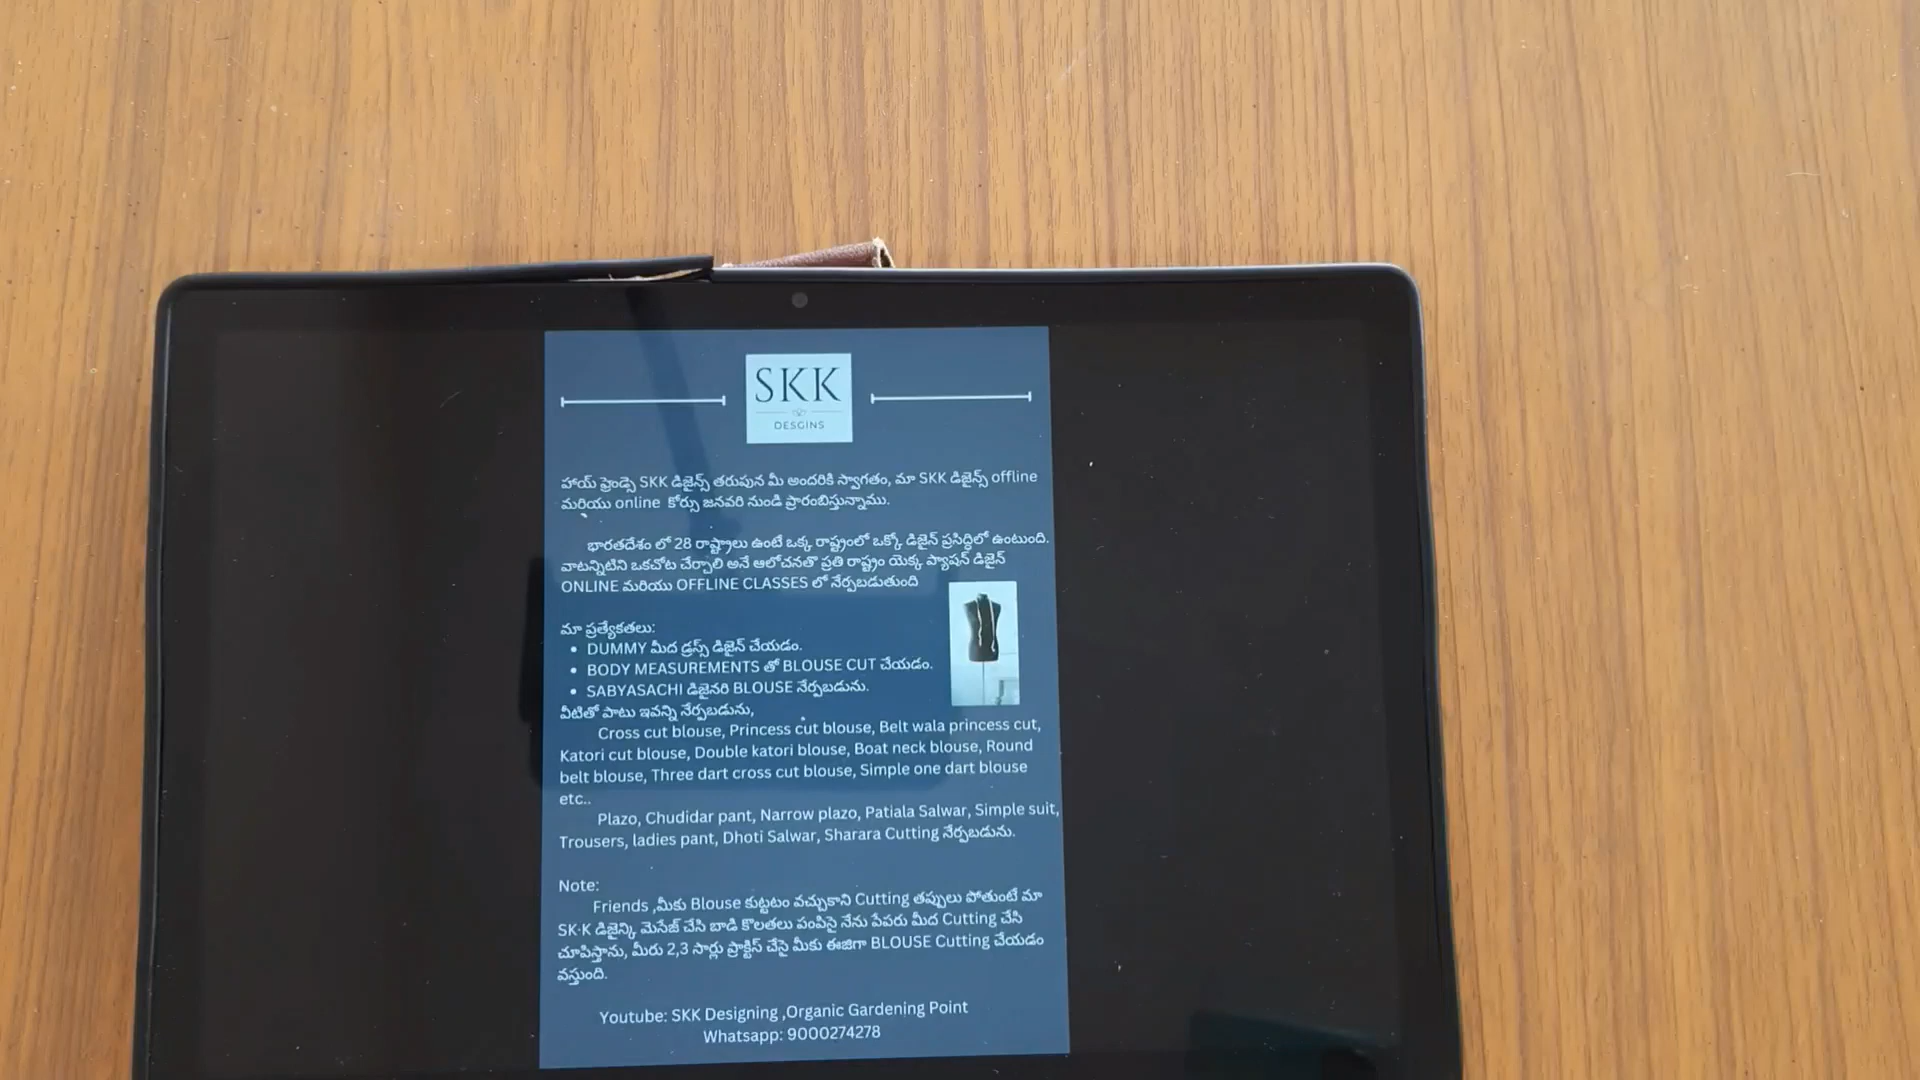 SKK
DESGINS
హాయ్ ఫ్రెండ్సె SKK డిజైన్స్ తరుపున మీ అందరికి స్వాగతం, మా SKK డిజైన్స్ offline
మరియు online కోర్సు జనవరి నుండి ప్రారంబిస్తున్నాము.
భారతదేశం లో 28 రాష్ట్రాలు ఉంటే ఒక్క రాష్ట్రంలో ఒక్కో డిజైన్ ప్రసిద్ధిలో ఉంటుంది.
వాటన్నిటిని ఒకచోట చేర్చాలి అనే ఆలోచనతొ ప్రతి రాష్ట్రం యెక్క ప్యాషన్ డిజైన్
ONLINE మరియు OFFLINE CLASSES లో నేర్పబడుతుంది
మా ప్రత్యేకతలు:
• DUMMY మీద డ్రస్స్ డిజైన్ చేయడం.
• BODY MEASUREMENTS తో BLOUSE CUT చేయడం.
• SABYASACHI డిజైనరి BLOUSE నేర్పబడును.
వీటితో పాటు ఇవన్ని నేర్పబడును,
Cross cut blouse, Princess cut blouse, Belt wala princess cut,
Katori cut blouse, Double katori blouse, Boat neck blouse, Round
belt blouse, Three dart cross cut blouse, Simple one dart blouse
etc..
Plazo, Chudidar pant, Narrow plazo, Patiala Salwar, Simple suit,
Trousers, ladies pant, Dhoti Salwar, Sharara Cutting నేర్పబడును.
Note:
Friends ,మీకు Blouse కుట్టటం వచ్చుకాని Cutting తప్పులు పోతుంటే మా
SK-K డిజైన్కి మెసేజ్ చేసి బాడి కొలతలు పంపిసై నేను పేపరు మీద Cutting చేసి
చూపిస్తాను, మీరు 2,3 సార్లు ప్రాక్టిస్ చేసై మీకు ఈజిగా BLOUSE Cutting చేయడం
వస్తుంది.
Youtube: SKK Designing ,Organic Gardening Point
Whatsapp: 9000274278